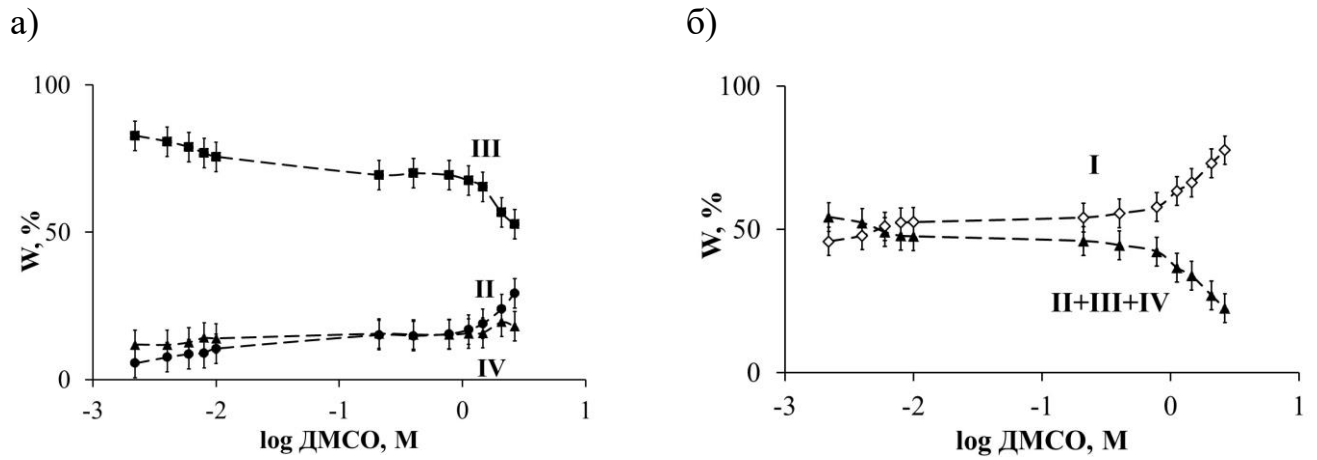 а)
W, %
100
50
0
-3 -2 -1 0 1
log ДМСО, М
III
II
IV
б)
W, %
100
50
0
-3 -2 -1 0 1
log ДМСО, М
I
II+III+IV